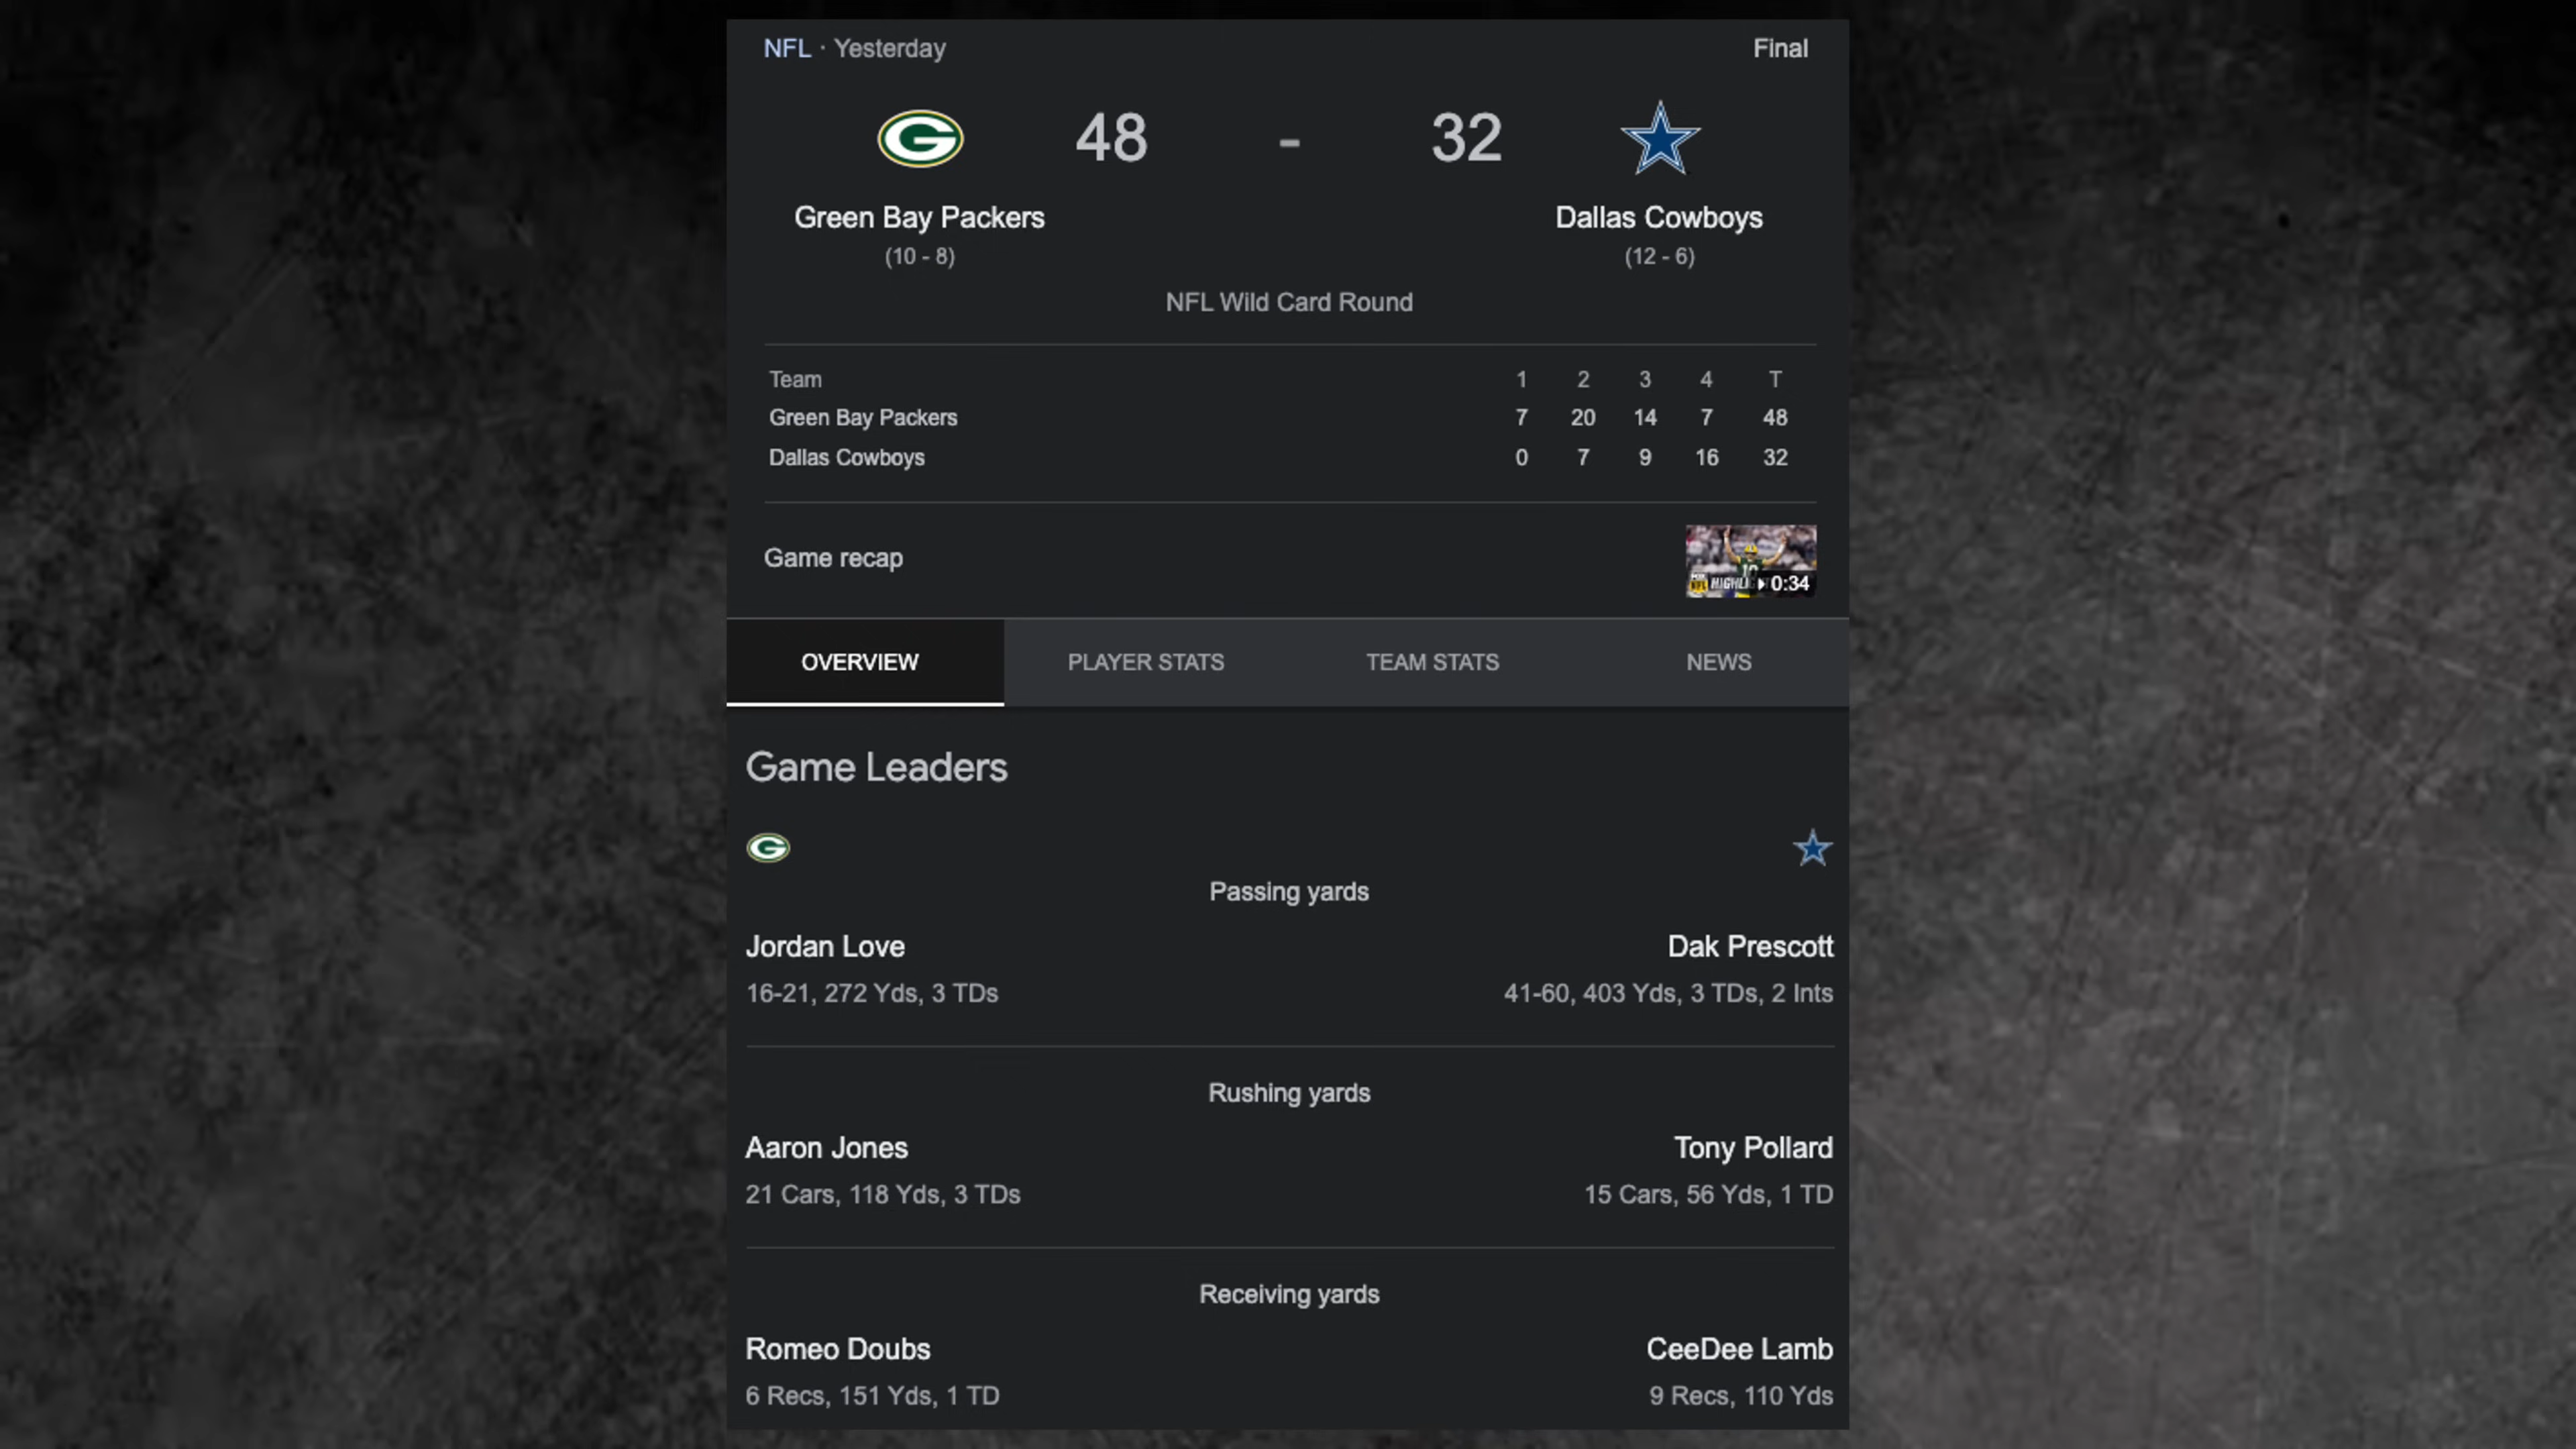 NFL · Yesterday Final
48 - 32
Green Bay Packers Dallas Cowboys
(10 - 8) (12 - 6)
NFL Wild Card Round
Team 1 2 3 4 T
Green Bay Packers 7 20 14 7 48
Dallas Cowboys 0 7 9 16 32
Game recap
NFL HIGHLI 0:34
OVERVIEW PLAYER STATS TEAM STATS NEWS
Game Leaders
Passing yards
Jordan Love Dak Prescott
16-21, 272 Yds, 3 TDs 41-60, 403 Yds, 3 TDs, 2 Ints
Rushing yards
Aaron Jones Tony Pollard
21 Cars, 118 Yds, 3 TDs 15 Cars, 56 Yds, 1 TD
Receiving yards
Romeo Doubs CeeDee Lamb
6 Recs, 151 Yds, 1 TD 9 Recs, 110 Yds